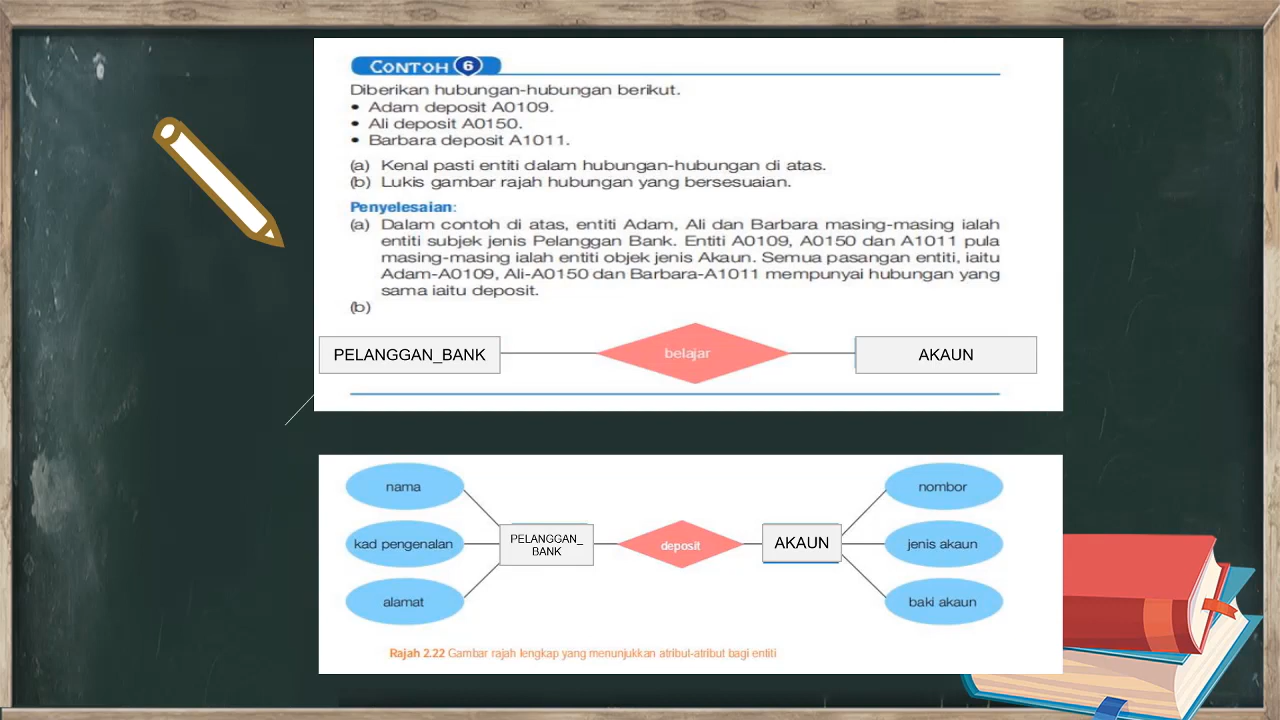 CONTOH 6
Diberikan hubungan-hubungan berikut.
• Adam deposit A0109.
• Ali deposit A0150.
• Barbara deposit A1011.
(a) Kenal pasti entiti dalam hubungan-hubungan di atas.
(b) Lukis gambar rajah hubungan yang bersesuaian.
Penyelesaian:
(a) Dalam contoh di atas, entiti Adam, Ali dan Barbara masing-masing ialah
entiti subjek jenis Pelanggan Bank. Entiti A0109, A0150 dan A1011 pula
masing-masing ialah entiti objek jenis Akaun. Semua pasangan entiti, iaitu
Adam-A0109, Ali-A0150 dan Barbara-A1011 mempunyai hubungan yang
sama iaitu deposit.
(b)
PELANGGAN_BANK
belajar
AKAUN
nama
kad pengenalan
alamat
PELANGGAN_
BANK
deposit
AKAUN
nombor
jenis akaun
baki akaun
Rajah 2.22 Gambar rajah lengkap yang menunjukkan atribut-atribut bagi entiti